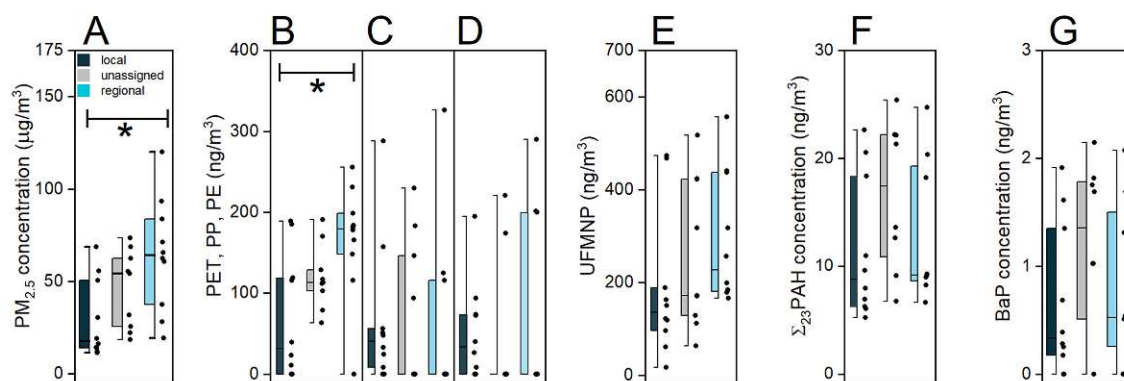 A
PM2.5 concentration (μg/m³)
175
150
100
50
0
local
unassigned
regional
*
B
C
D
PET, PP, PE (ng/m³)
400
300
200
100
0
*
E
UFMNP (ng/m³)
700
600
400
200
0
F
Σ23PAH concentration (ng/m³)
30
20
10
0
G
BaP concentration (ng/m³)
3
2
1
0